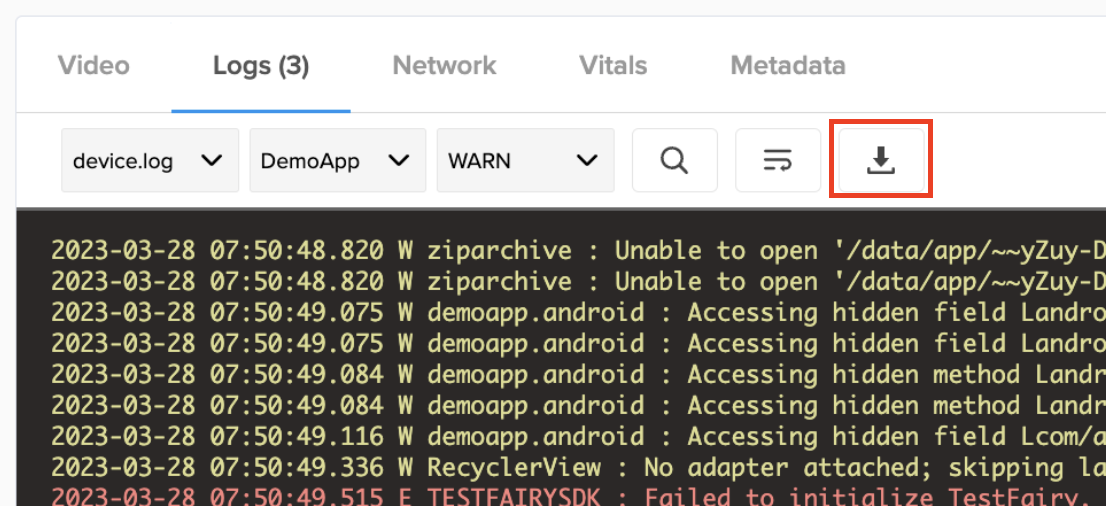 Video Logs (3) Network Vitals Metadata
device.log DemoApp WARN
2023-03-28 07:50:48.820 W ziparchive : Unable to open '/data/app/~~yZuy-D
2023-03-28 07:50:48.820 W ziparchive : Unable to open '/data/app/~~yZuy-D
2023-03-28 07:50:49.075 W demoapp.android : Accessing hidden field Landro
2023-03-28 07:50:49.075 W demoapp.android : Accessing hidden field Landro
2023-03-28 07:50:49.084 W demoapp.android : Accessing hidden method Landr
2023-03-28 07:50:49.084 W demoapp.android : Accessing hidden method Landr
2023-03-28 07:50:49.116 W demoapp.android : Accessing hidden field Lcom/a
2023-03-28 07:50:49.336 W RecyclerView : No adapter attached; skipping la
2023-03-28 07:50:49.515 E TESTFAIRYSDK : Failed to initialize TestFairy.